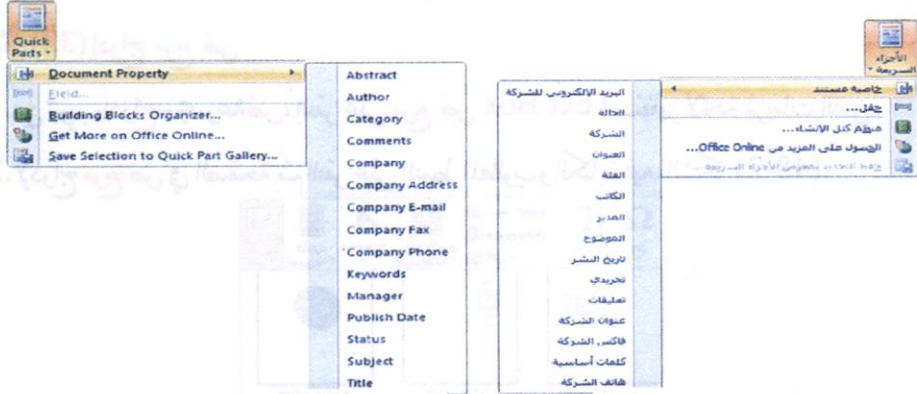 Quick
Parts
Document Property
Field...
Building Blocks Organizer...
Get More on Office Online...
Save Selection to Quick Part Gallery...
Abstract
Author
Category
Comments
Company
Company Address
Company E-mail
Company Fax
Company Phone
Keywords
Manager
Publish Date
Status
Subject
Title
الأجزاء
السريعة
خاصية مستند
حقل...
منظم كتل الإنشاء...
الحصول على المزيد من Office Online...
البريد الإلكتروني للشركة
الحالة
الشركة
العنوان
الفئة
الكاتب
المدير
الموضوع
تاريخ النشر
تجريدي
تعليقات
عنوان الشركة
فاكس الشركة
كلمات أساسية
هاتف الشركة